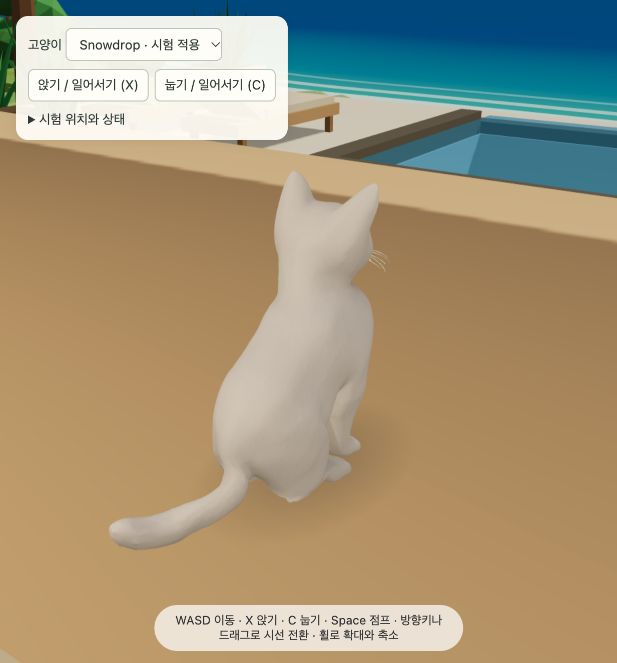 고양이 Snowdrop · 시험 적용
앉기 / 일어서기 (X) 눕기 / 일어서기 (C)
▶ 시험 위치와 상태
WASD 이동 · X 앉기 · C 눕기 · Space 점프 · 방향키나
드래그로 시선 전환 · 휠로 확대와 축소